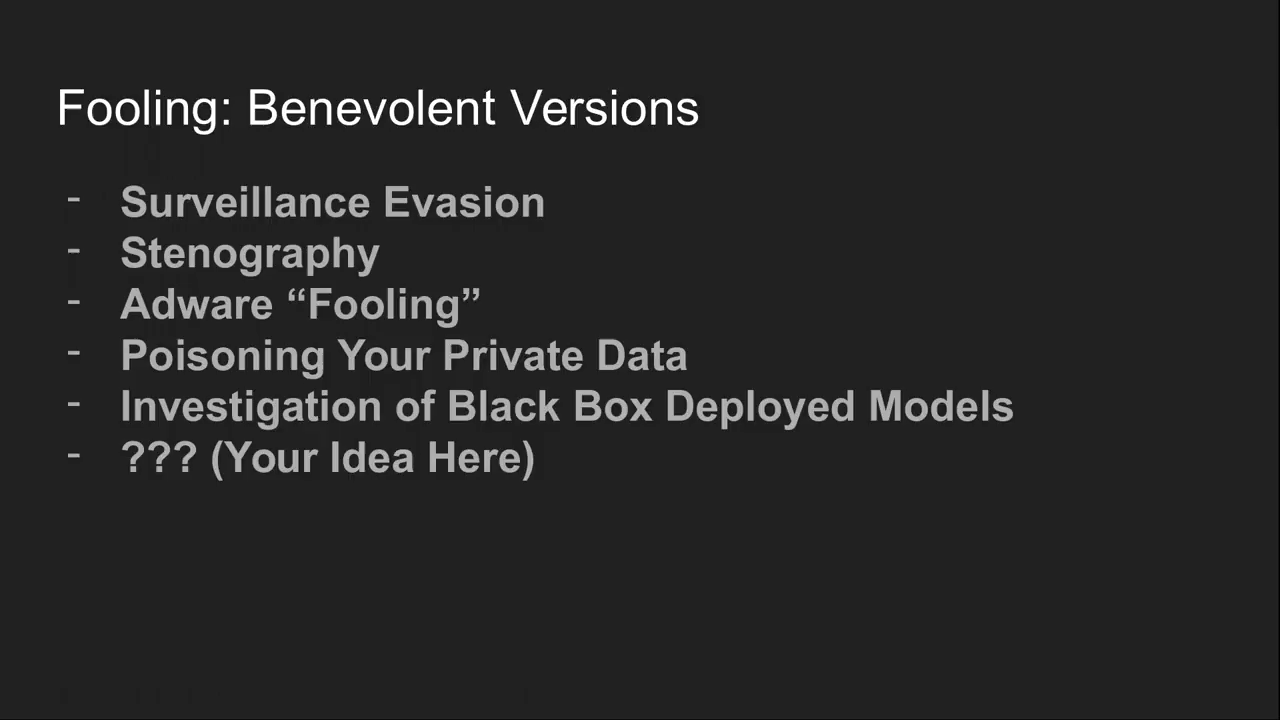 Fooling: Benevolent Versions
- Surveillance Evasion
- Stenography
- Adware “Fooling”
- Poisoning Your Private Data
- Investigation of Black Box Deployed Models
- ??? (Your Idea Here)